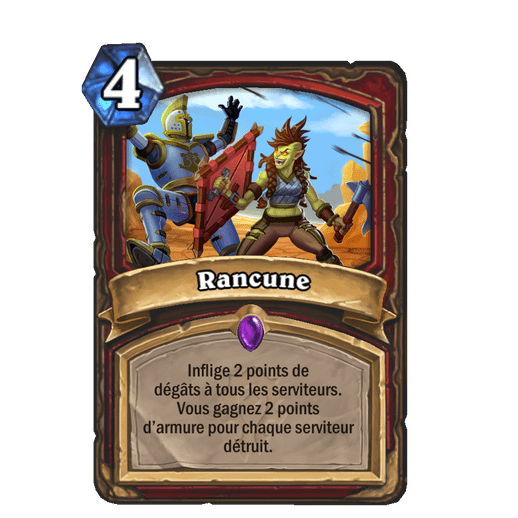 4
Rancune
Inflige 2 points de
dégâts à tous les serviteurs.
Vous gagnez 2 points
d'armure pour chaque serviteur
détruit.